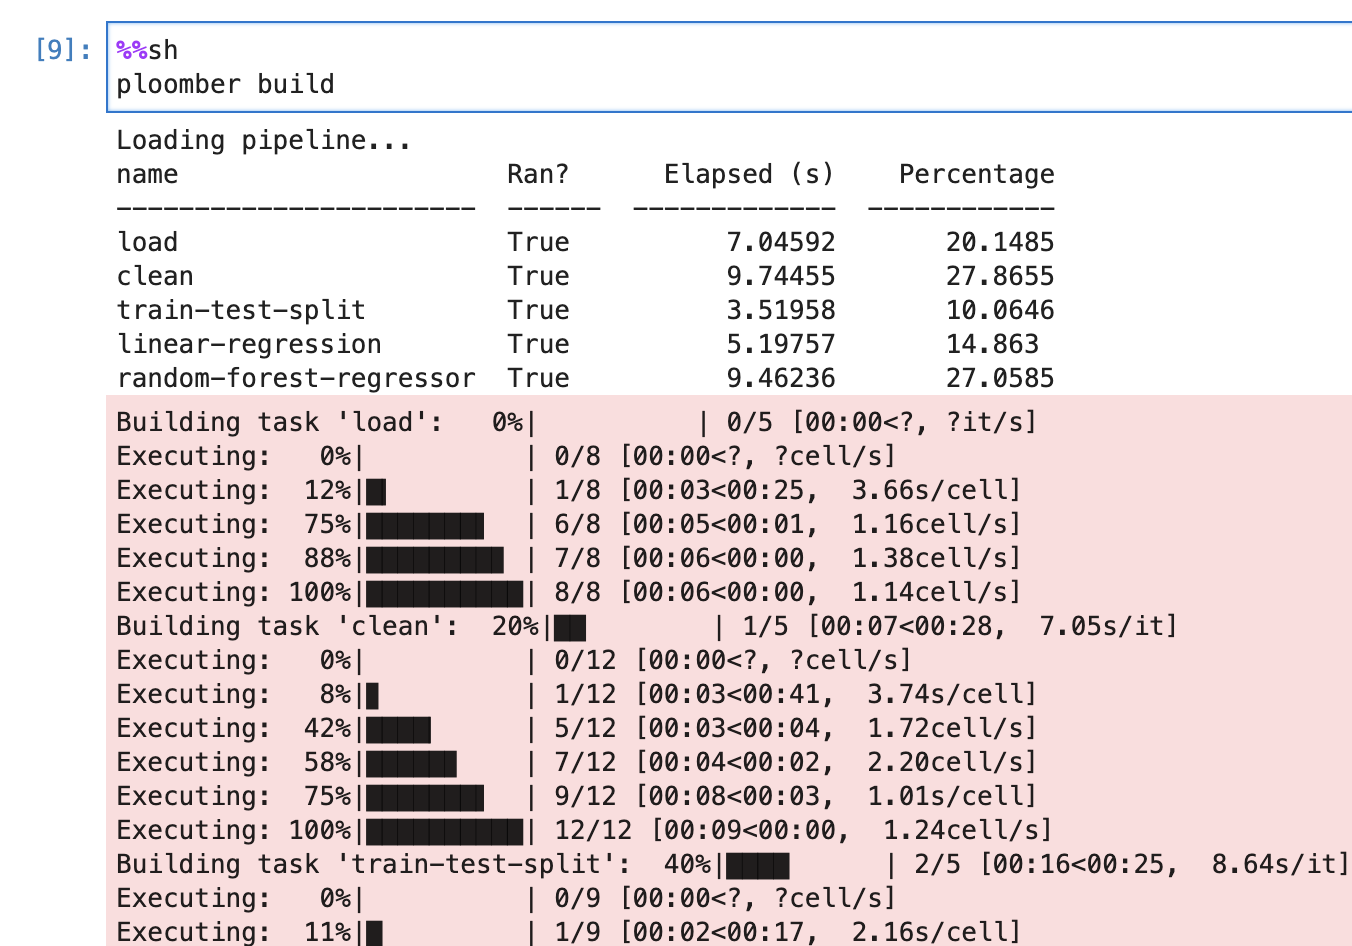 [9]:
%%sh
ploomber build
Loading pipeline...
name                     Ran?      Elapsed (s)    Percentage
-----------------------  ------  -------------  ------------
load                     True          7.04592       20.1485
clean                    True          9.74455       27.8655
train-test-split         True          3.51958       10.0646
linear-regression        True          5.19757       14.863
random-forest-regressor  True          9.46236       27.0585
Building task 'load':   0%|          | 0/5 [00:00<?, ?it/s]
Executing:   0%|          | 0/8 [00:00<?, ?cell/s]
Executing:  12%|█▎        | 1/8 [00:03<00:25,  3.66s/cell]
Executing:  75%|███████▌  | 6/8 [00:05<00:01,  1.16cell/s]
Executing:  88%|████████▊ | 7/8 [00:06<00:00,  1.38cell/s]
Executing: 100%|██████████| 8/8 [00:06<00:00,  1.14cell/s]
Building task 'clean':  20%|██        | 1/5 [00:07<00:28,  7.05s/it]
Executing:   0%|          | 0/12 [00:00<?, ?cell/s]
Executing:   8%|▊         | 1/12 [00:03<00:41,  3.74s/cell]
Executing:  42%|████▏     | 5/12 [00:03<00:04,  1.72cell/s]
Executing:  58%|█████▊    | 7/12 [00:04<00:02,  2.20cell/s]
Executing:  75%|███████▌  | 9/12 [00:08<00:03,  1.01s/cell]
Executing: 100%|██████████| 12/12 [00:09<00:00,  1.24cell/s]
Building task 'train-test-split':  40%|████      | 2/5 [00:16<00:25,  8.64s/it]
Executing:   0%|          | 0/9 [00:00<?, ?cell/s]
Executing:  11%|█         | 1/9 [00:02<00:17,  2.16s/cell]